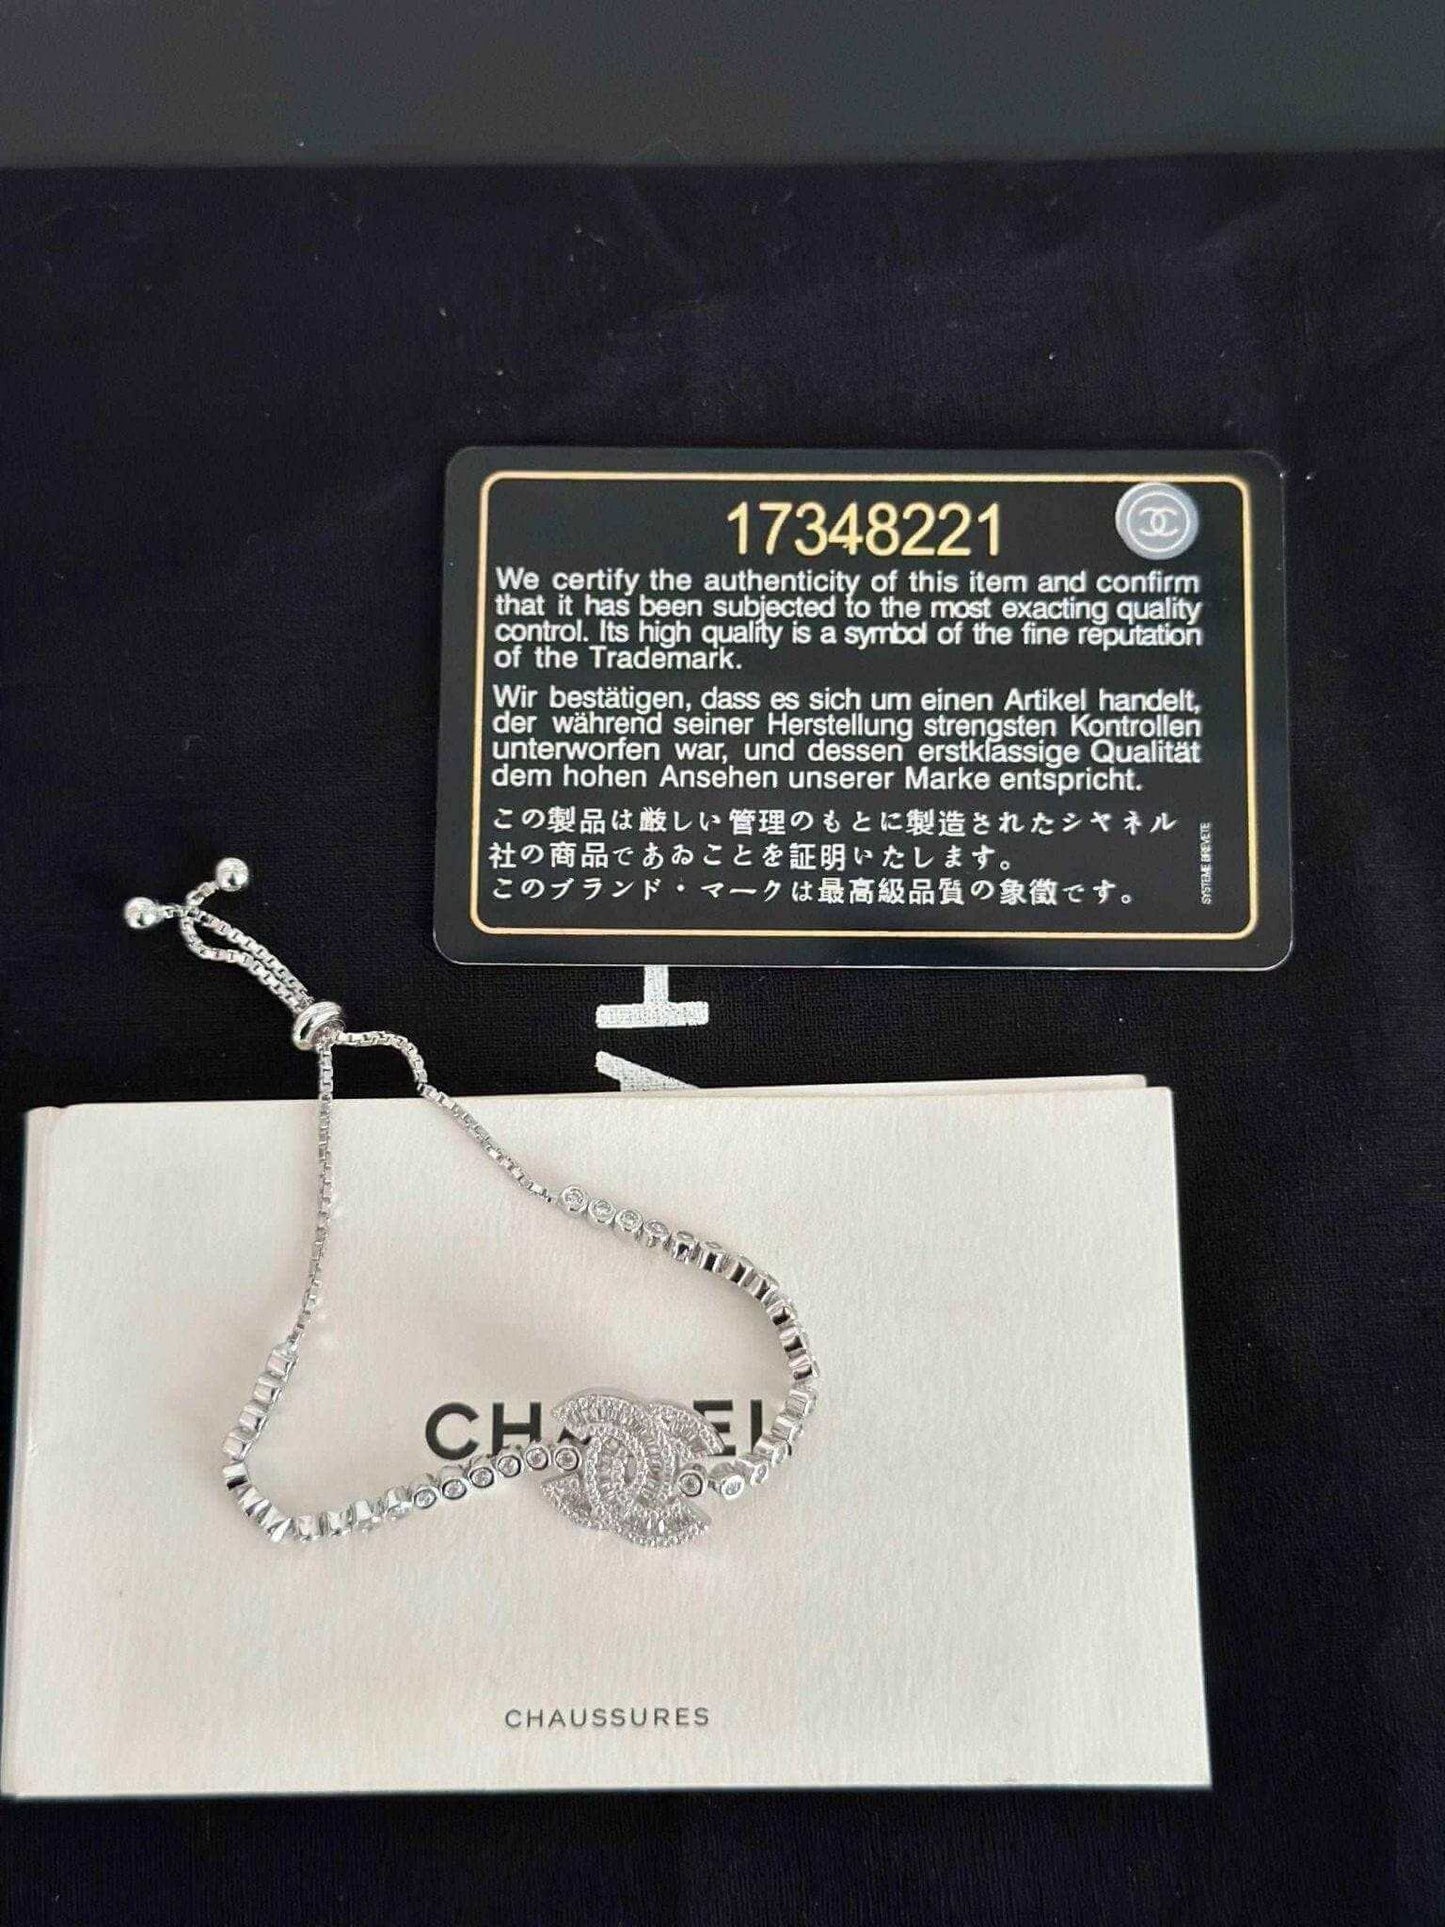 17348221
We certify the authenticity of this item and confirm
that it has been subjected to the most exacting quality
control. Its high quality is a symbol of the fine reputation
of the Trademark.
Wir bestätigen, dass es sich um einen Artikel handelt,
der während seiner Herstellung strengsten Kontrollen
unterworfen war, und dessen erstklassige Qualität
dem hohen Ansehen unserer Marke entspricht.
この製品は厳しい管理のもとに製造されたシヤネル
社の商品であゐことを証明いたします。
このブランド・マークは最高級品質の象徴です。
SYSTEME BREVETE
CHANEL
CHAUSSURES